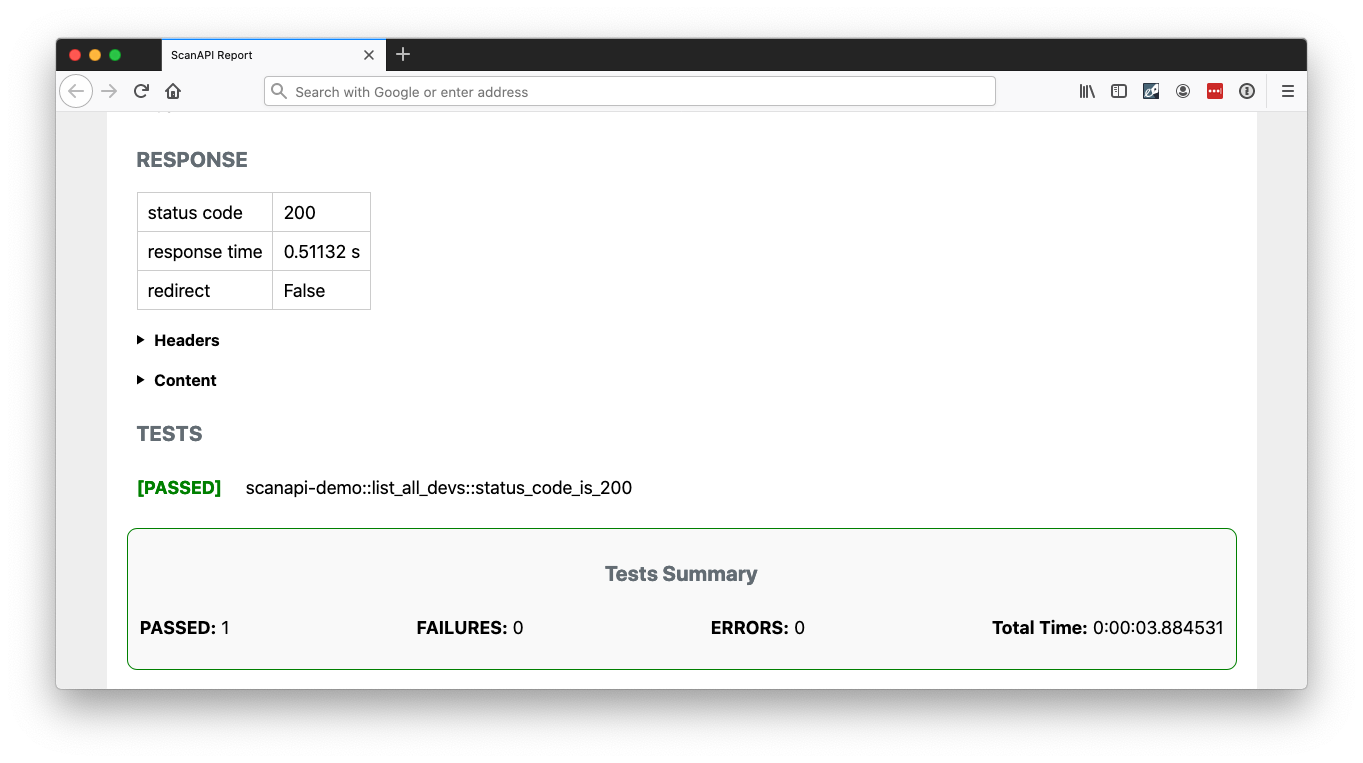 ScanAPI Report
Search with Google or enter address
RESPONSE
status code 200
response time 0.51132 s
redirect False
Headers
Content
TESTS
[PASSED] scanapi-demo::list_all_devs::status_code_is_200
Tests Summary
PASSED: 1 FAILURES: 0 ERRORS: 0 Total Time: 0:00:03.884531